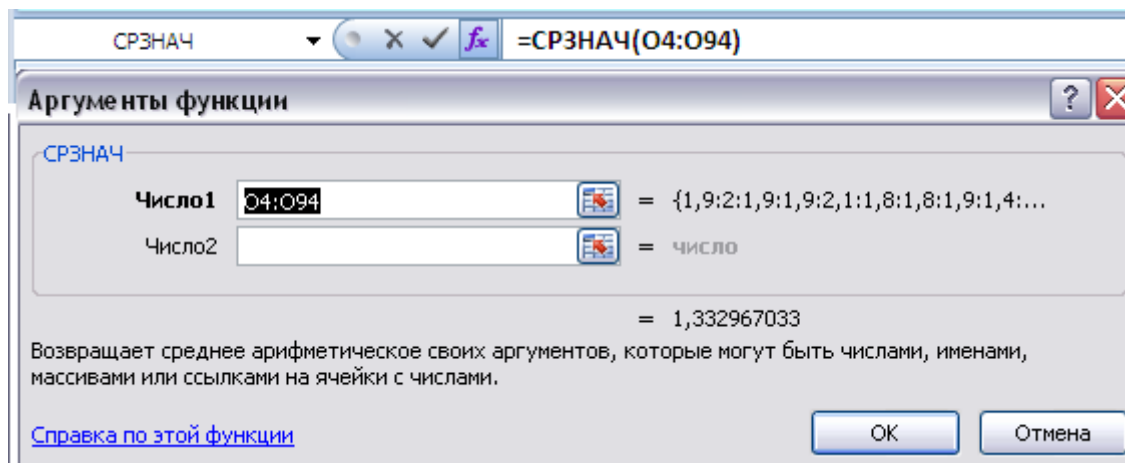 СРЗНАЧ fx =СРЗНАЧ(O4:O94)
Аргументы функции ?
СРЗНАЧ
Число1 O4:O94 = {1,9:2:1,9:1,9:2,1:1,8:1,8:1,9:1,4:...
Число2 = число
= 1,332967033
Возвращает среднее арифметическое своих аргументов, которые могут быть числами, именами,
массивами или ссылками на ячейки с числами.
Справка по этой функции ОК Отмена